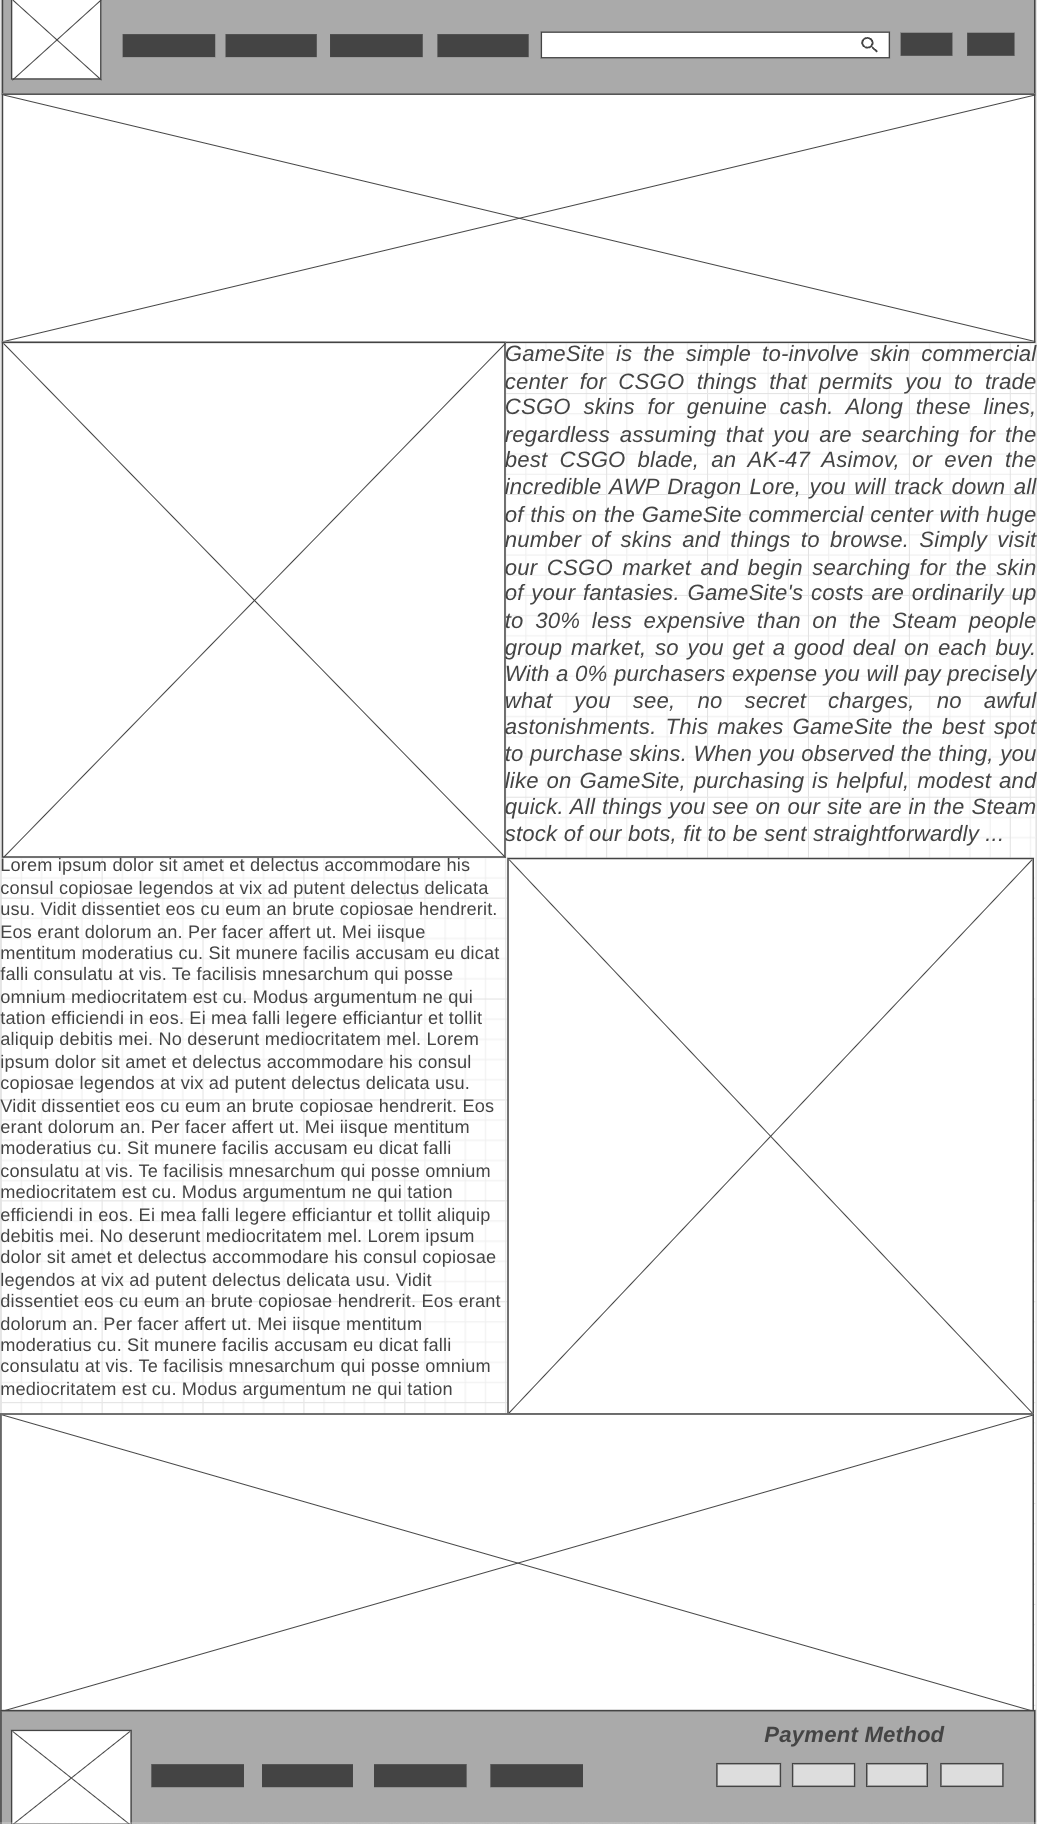 GameSite is the simple to-involve skin commercial
center for CSGO things that permits you to trade
CSGO skins for genuine cash. Along these lines,
regardless assuming that you are searching for the
best CSGO blade, an AK-47 Asimov, or even the
incredible AWP Dragon Lore, you will track down all
of this on the GameSite commercial center with huge
number of skins and things to browse. Simply visit
our CSGO market and begin searching for the skin
of your fantasies. GameSite's costs are ordinarily up
to 30% less expensive than on the Steam people
group market, so you get a good deal on each buy.
With a 0% purchasers expense you will pay precisely
what you see, no secret charges, no awful
astonishments. This makes GameSite the best spot
to purchase skins. When you observed the thing, you
like on GameSite, purchasing is helpful, modest and
quick. All things you see on our site are in the Steam
stock of our bots, fit to be sent straightforwardly ...
Lorem ipsum dolor sit amet et delectus accommodare his
consul copiosae legendos at vix ad putent delectus delicata
usu. Vidit dissentiet eos cu eum an brute copiosae hendrerit.
Eos erant dolorum an. Per facer affert ut. Mei iisque
mentitum moderatius cu. Sit munere facilis accusam eu dicat
falli consulatu at vis. Te facilisis mnesarchum qui posse
omnium mediocritatem est cu. Modus argumentum ne qui
tation efficiendi in eos. Ei mea falli legere efficiantur et tollit
aliquip debitis mei. No deserunt mediocritatem mel. Lorem
ipsum dolor sit amet et delectus accommodare his consul
copiosae legendos at vix ad putent delectus delicata usu.
Vidit dissentiet eos cu eum an brute copiosae hendrerit. Eos
erant dolorum an. Per facer affert ut. Mei iisque mentitum
moderatius cu. Sit munere facilis accusam eu dicat falli
consulatu at vis. Te facilisis mnesarchum qui posse omnium
mediocritatem est cu. Modus argumentum ne qui tation
efficiendi in eos. Ei mea falli legere efficiantur et tollit aliquip
debitis mei. No deserunt mediocritatem mel. Lorem ipsum
dolor sit amet et delectus accommodare his consul copiosae
legendos at vix ad putent delectus delicata usu. Vidit
dissentiet eos cu eum an brute copiosae hendrerit. Eos erant
dolorum an. Per facer affert ut. Mei iisque mentitum
moderatius cu. Sit munere facilis accusam eu dicat falli
consulatu at vis. Te facilisis mnesarchum qui posse omnium
mediocritatem est cu. Modus argumentum ne qui tation
Payment Method